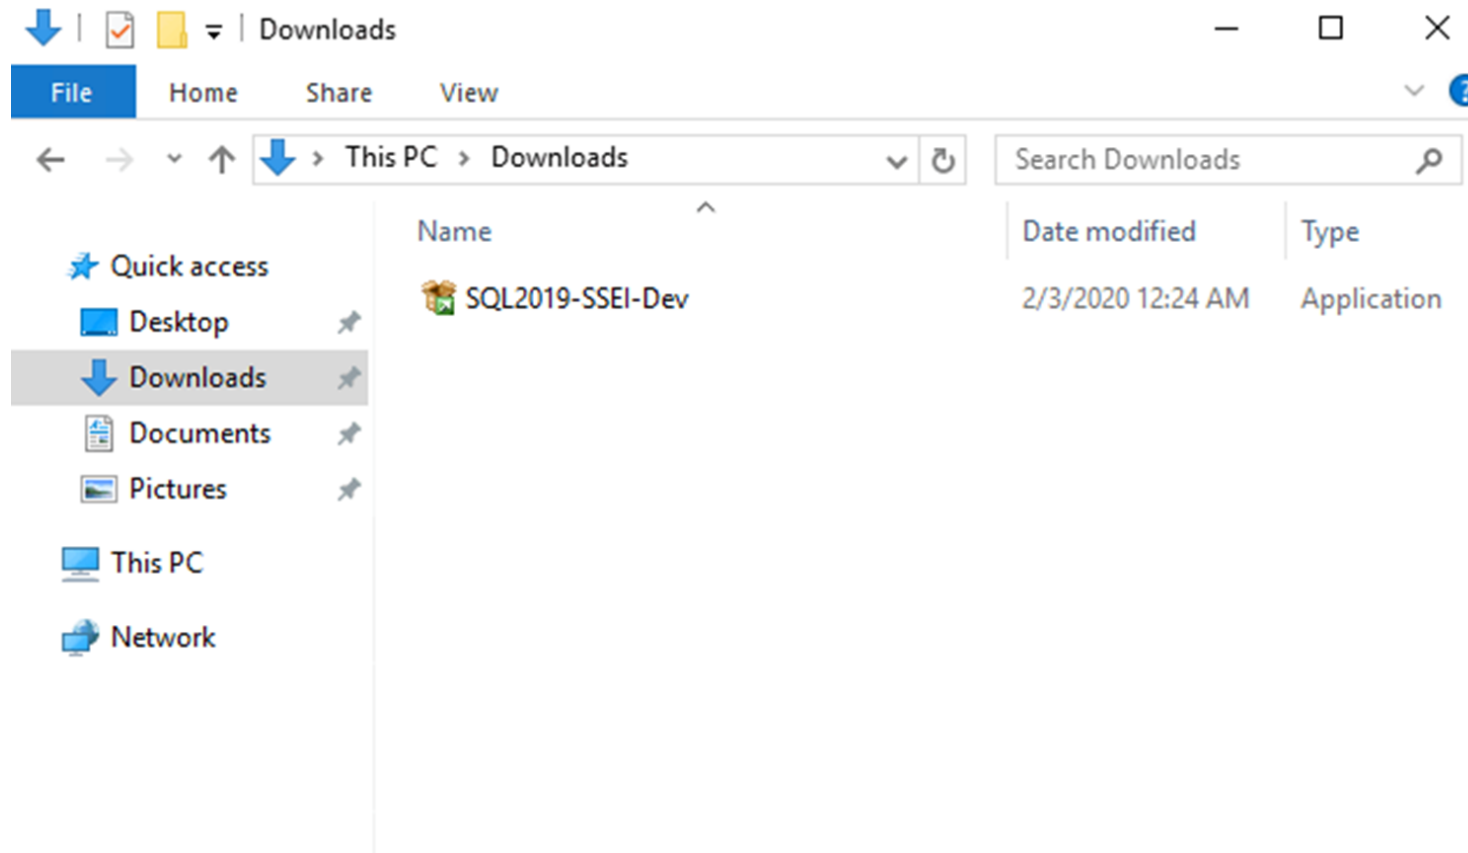 Downloads
File Home Share View ?
This PC Downloads Search Downloads
Name Date modified Type
Quick access
SQL2019-SSEI-Dev 2/3/2020 12:24 AM Application
Desktop
Downloads
Documents
Pictures
This PC
Network